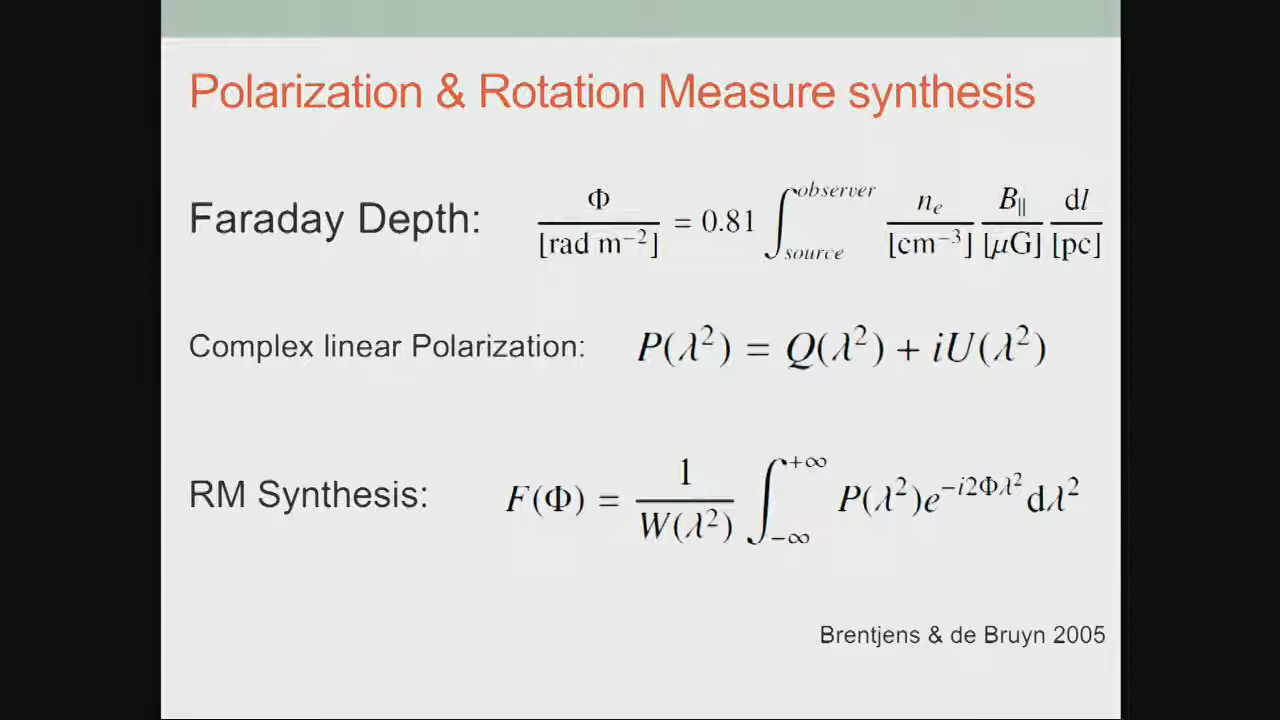 Polarization & Rotation Measure synthesis
Faraday Depth: Φ/[rad m⁻²] = 0.81 ∫_source^observer n_e/[cm⁻³] B_∥/[μG] dl/[pc]
Complex linear Polarization: P(λ²) = Q(λ²) + iU(λ²)
RM Synthesis: F(Φ) = 1/W(λ²) ∫_−∞^+∞ P(λ²)e^−i2Φλ² dλ²
Brentjens & de Bruyn 2005